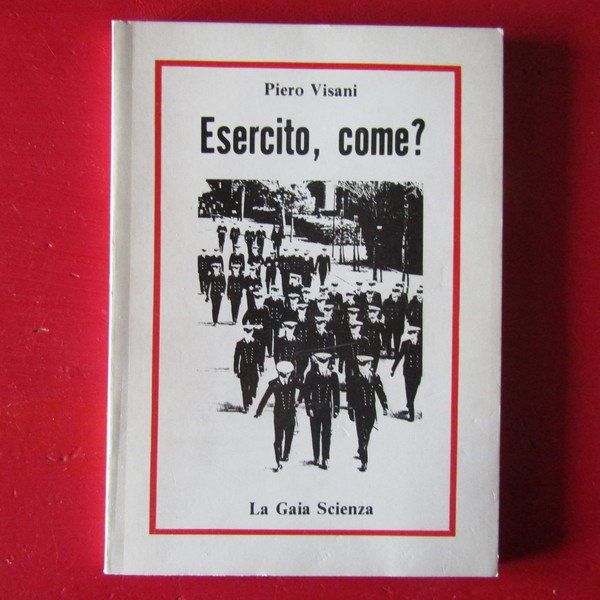 Piero Visani
Esercito, come?
La Gaia Scienza